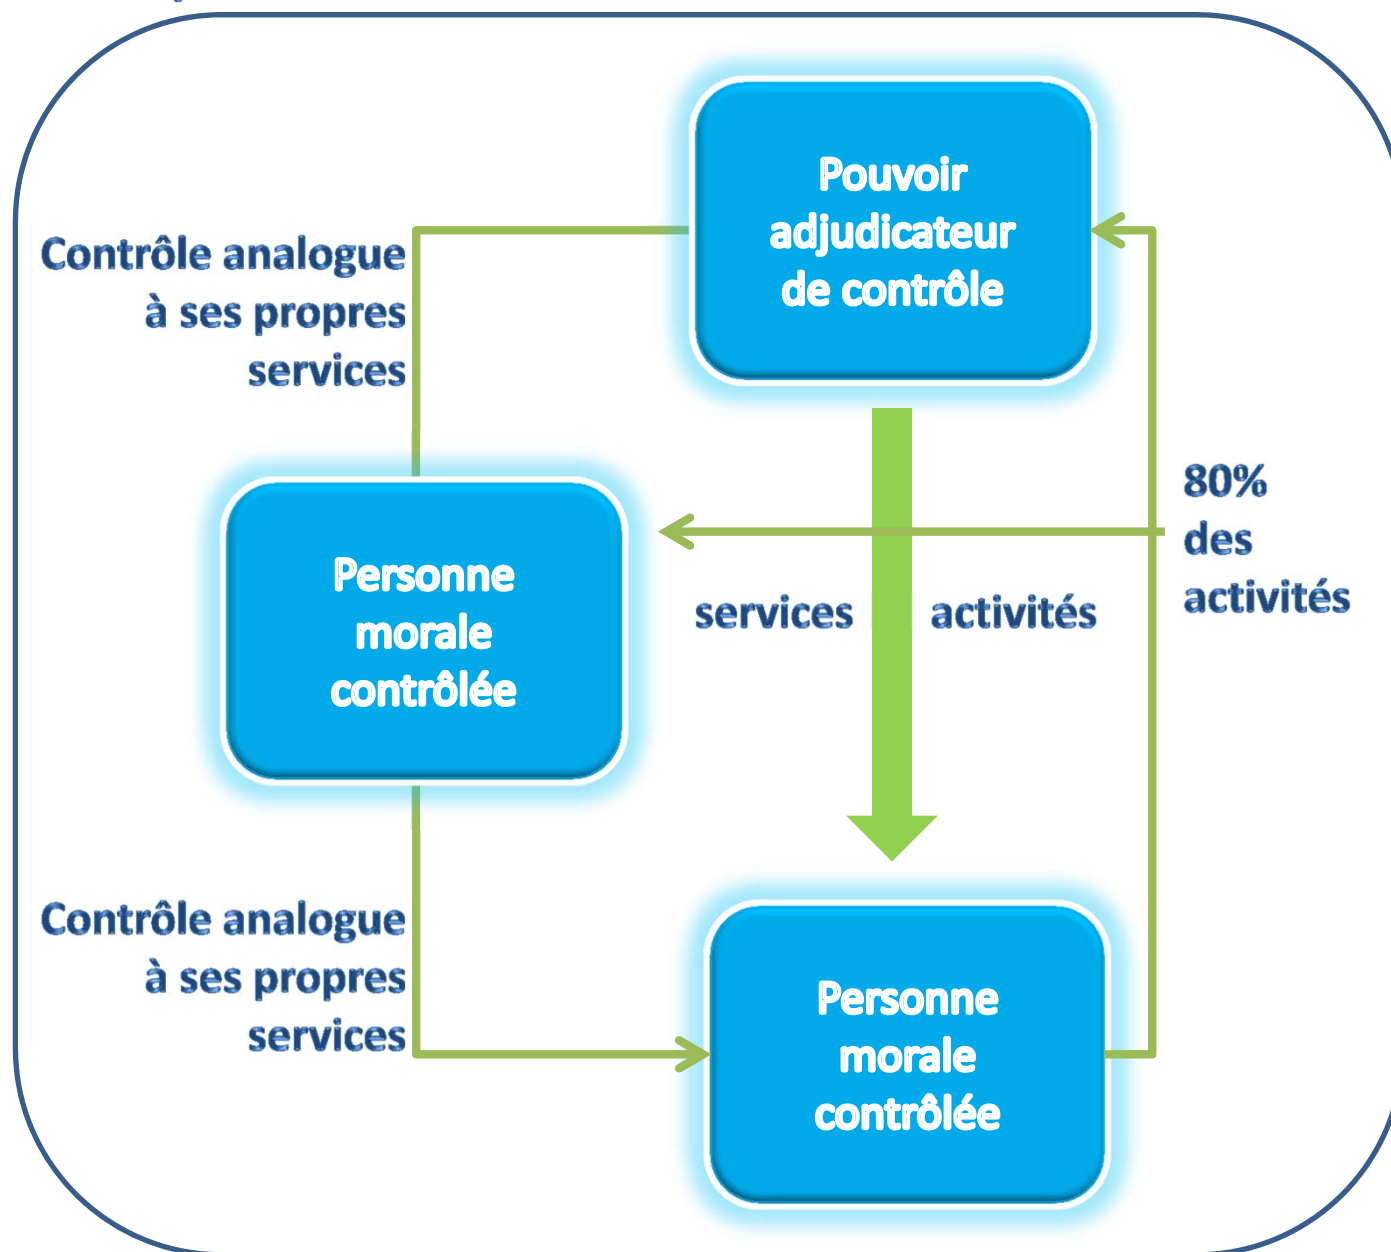 Pouvoir
adjudicateur
de contrôle
Contrôle analogue
à ses propres
services
80%
des
activités
Personne
morale
contrôlée
services
activités
Contrôle analogue
à ses propres
services
Personne
morale
contrôlée